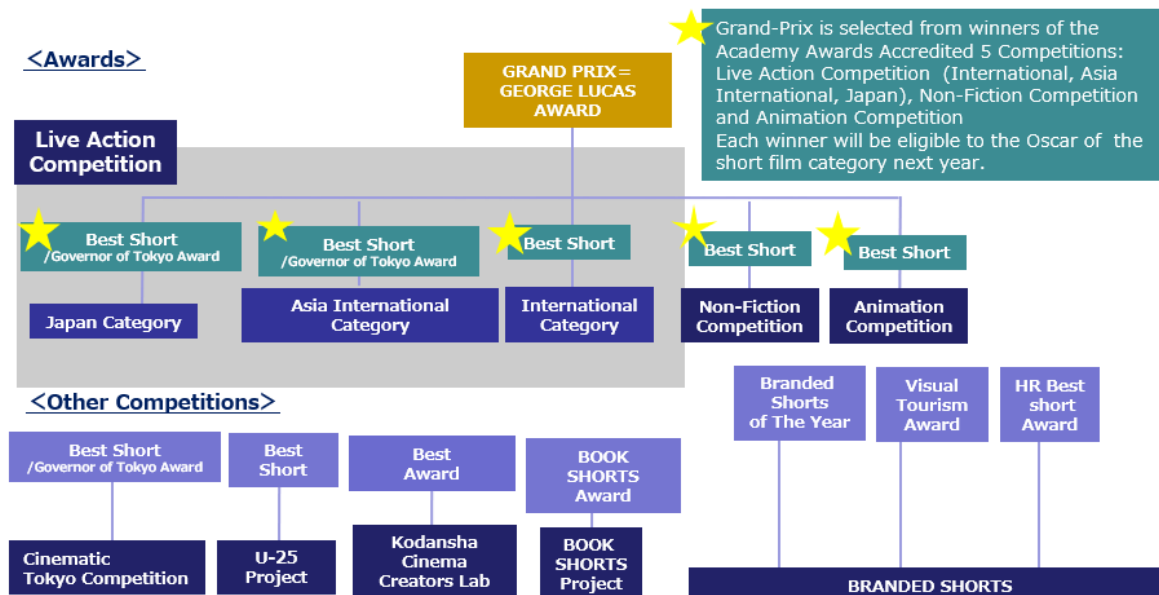 <Awards>
GRAND PRIX=
GEORGE LUCAS
AWARD
Grand-Prix is selected from winners of the
Academy Awards Accredited 5 Competitions:
Live Action Competition (International, Asia
International, Japan), Non-Fiction Competition
and Animation Competition
Each winner will be eligible to the Oscar of the
short film category next year.
Live Action
Competition
Best Short
/Governor of Tokyo Award
Best Short
/Governor of Tokyo Award
Best Short
Best Short
Best Short
Japan Category
Asia International
Category
International
Category
Non-Fiction
Competition
Animation
Competition
<Other Competitions>
Best Short
/Governor of Tokyo Award
Best
Short
Best
Award
BOOK
SHORTS
Award
Branded
Shorts
of The Year
Visual
Tourism
Award
HR Best
short
Award
Cinematic
Tokyo Competition
U-25
Project
Kodansha
Cinema
Creators Lab
BOOK
SHORTS
Project
BRANDED SHORTS